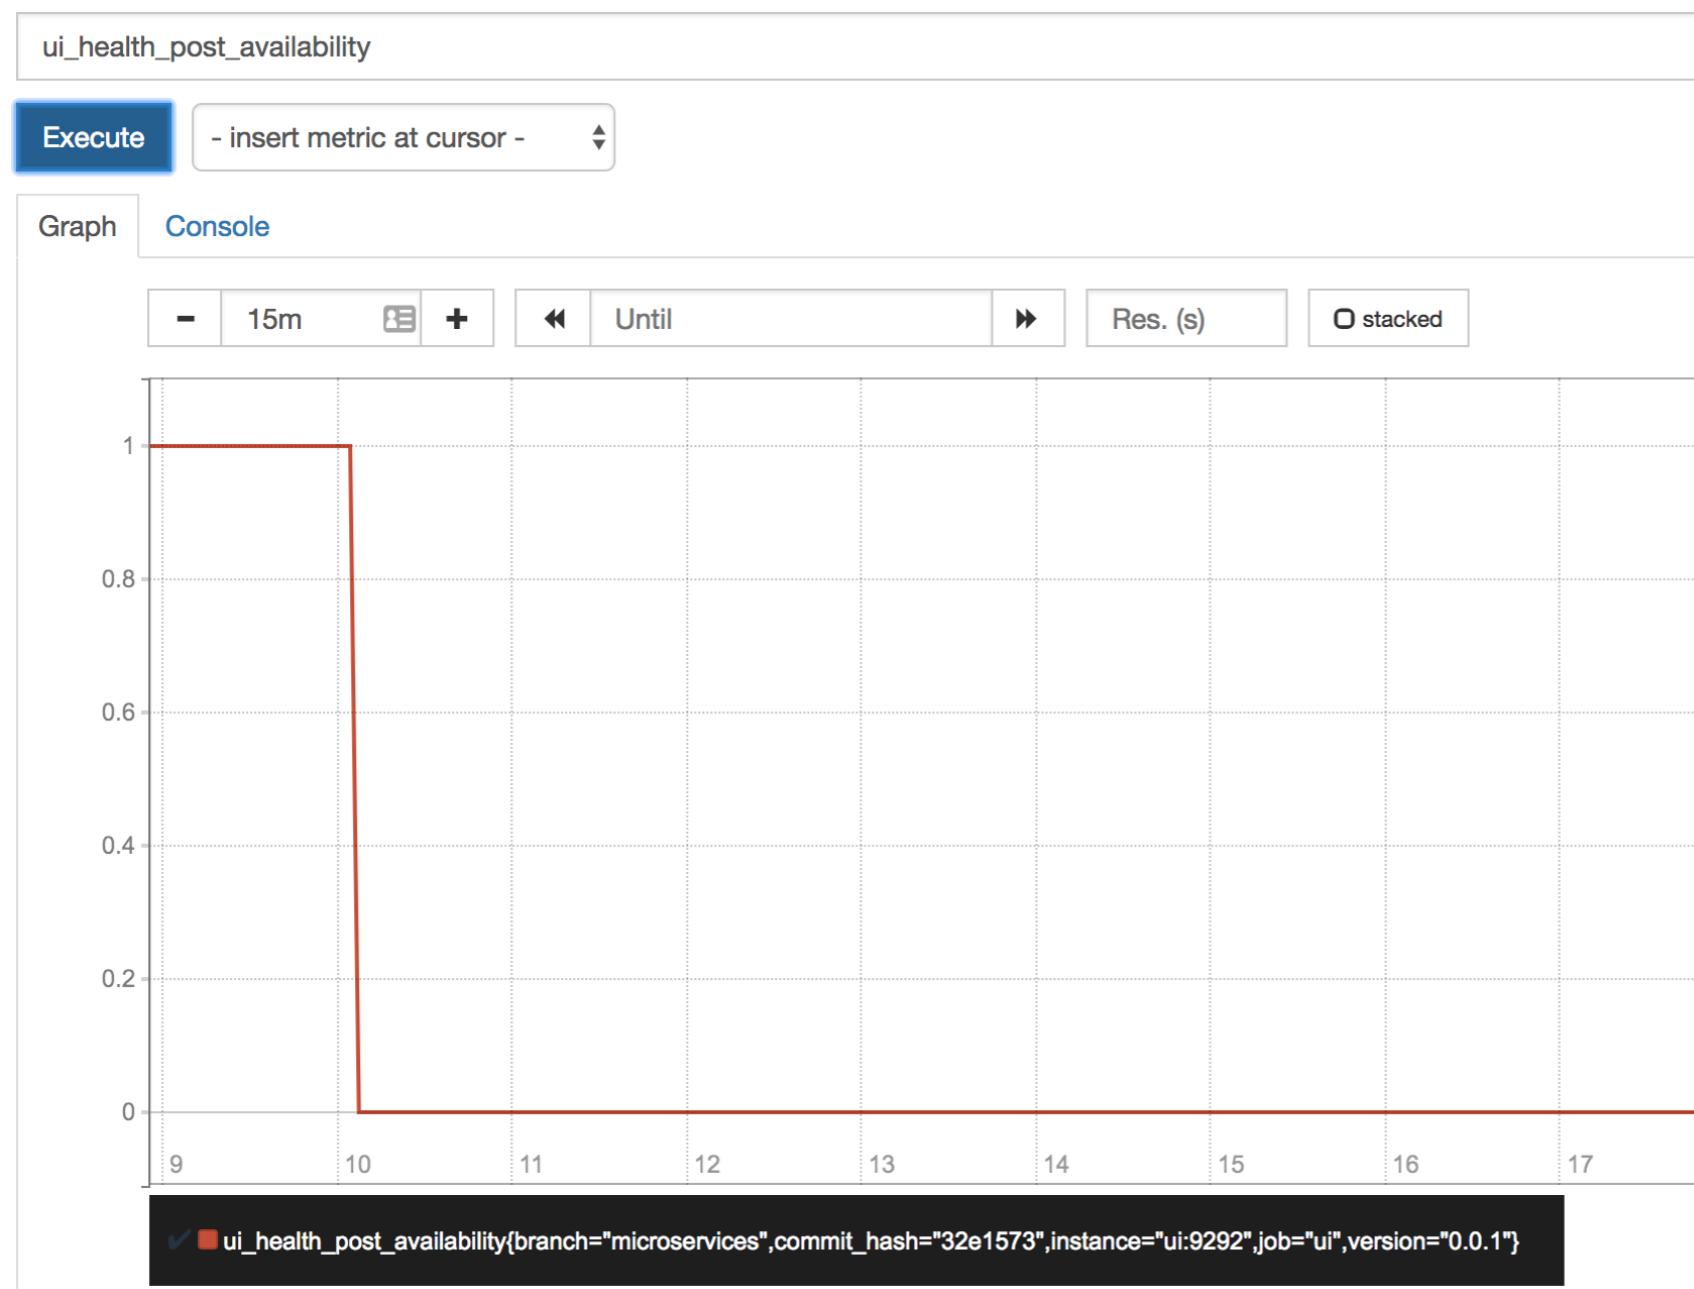 ui_health_post_availability
Execute - insert metric at cursor -
Graph Console
- 15m + Until Res. (s) stacked
1
0.8
0.6
0.4
0.2
0
9 10 11 12 13 14 15 16 17
ui_health_post_availability{branch="microservices",commit_hash="32e1573",instance="ui:9292",job="ui",version="0.0.1"}